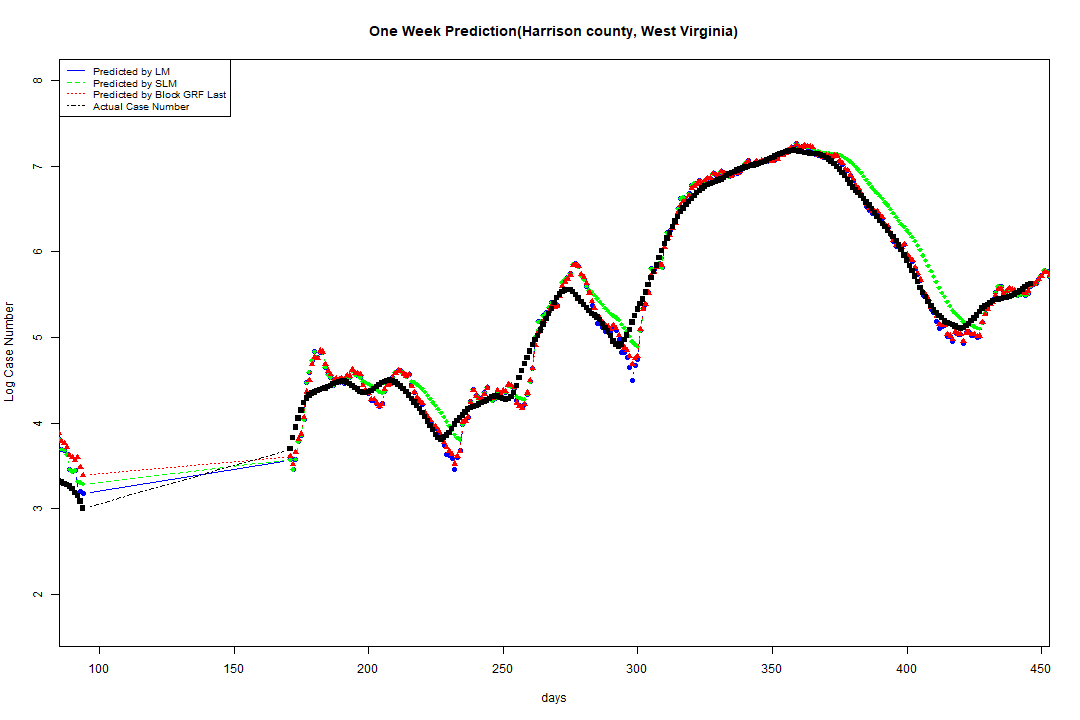 One Week Prediction(Harrison county, West Virginia)
Predicted by LM
Predicted by SLM
Predicted by Block GRF Last
Actual Case Number
8
7
6
5
4
3
2
Log Case Number
100 150 200 250 300 350 400 450
days